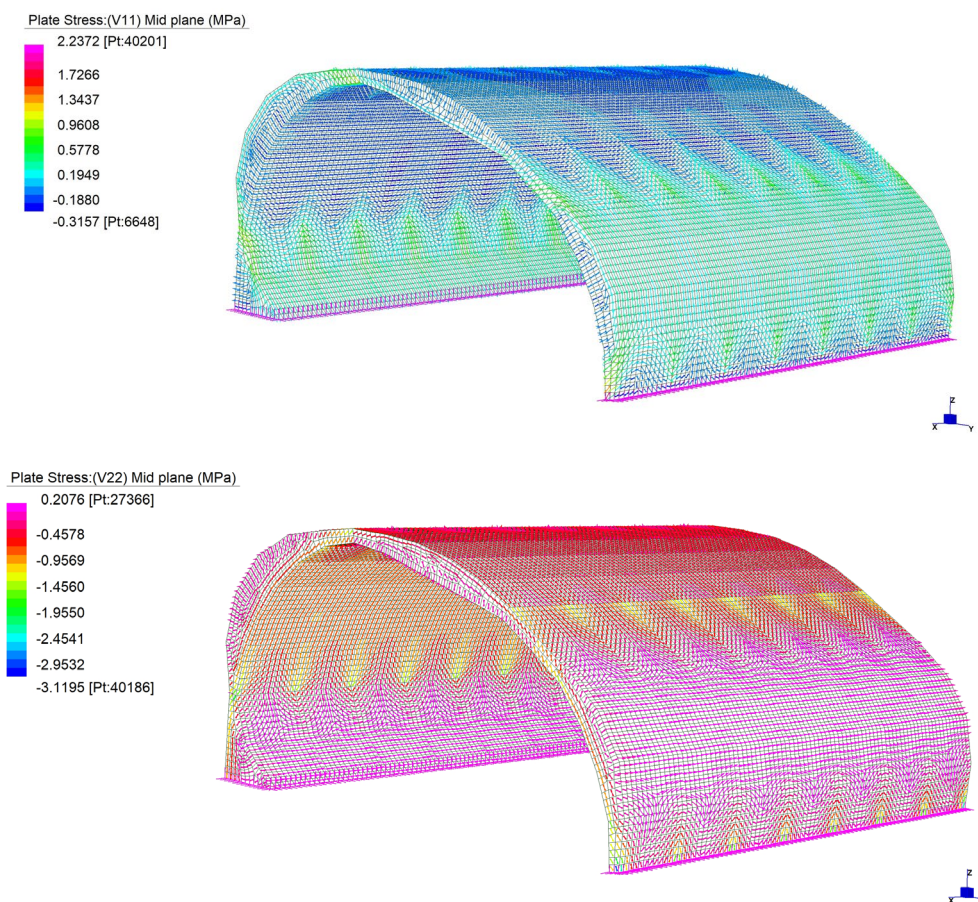 Plate Stress:(V11) Mid plane (MPa)
2.2372 [Pt:40201]
1.7266
1.3437
0.9608
0.5778
0.1949
-0.1880
-0.3157 [Pt:6648]
Z
X
Y
Plate Stress:(V22) Mid plane (MPa)
0.2076 [Pt:27366]
-0.4578
-0.9569
-1.4560
-1.9550
-2.4541
-2.9532
-3.1195 [Pt:40186]
Z
X